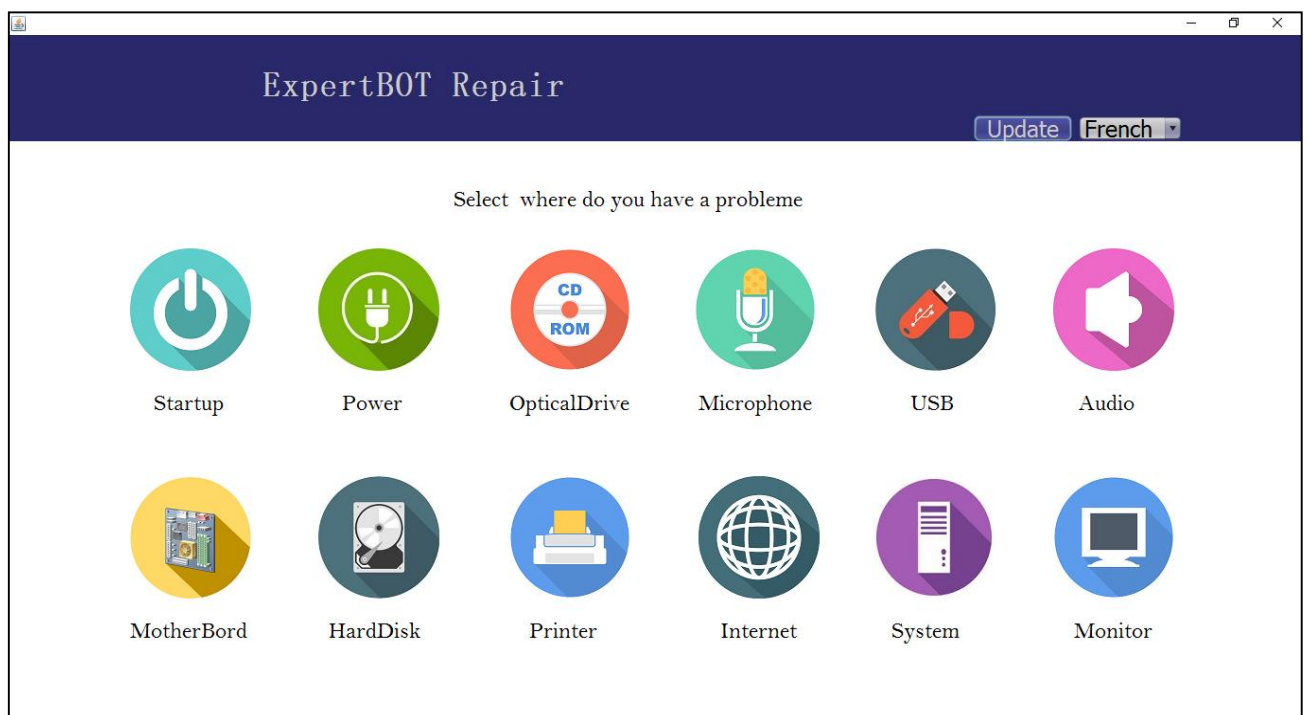 ExpertBOT Repair
Update French
Select where do you have a probleme
CD
ROM
Startup Power OpticalDrive Microphone USB Audio
MotherBord HardDisk Printer Internet System Monitor